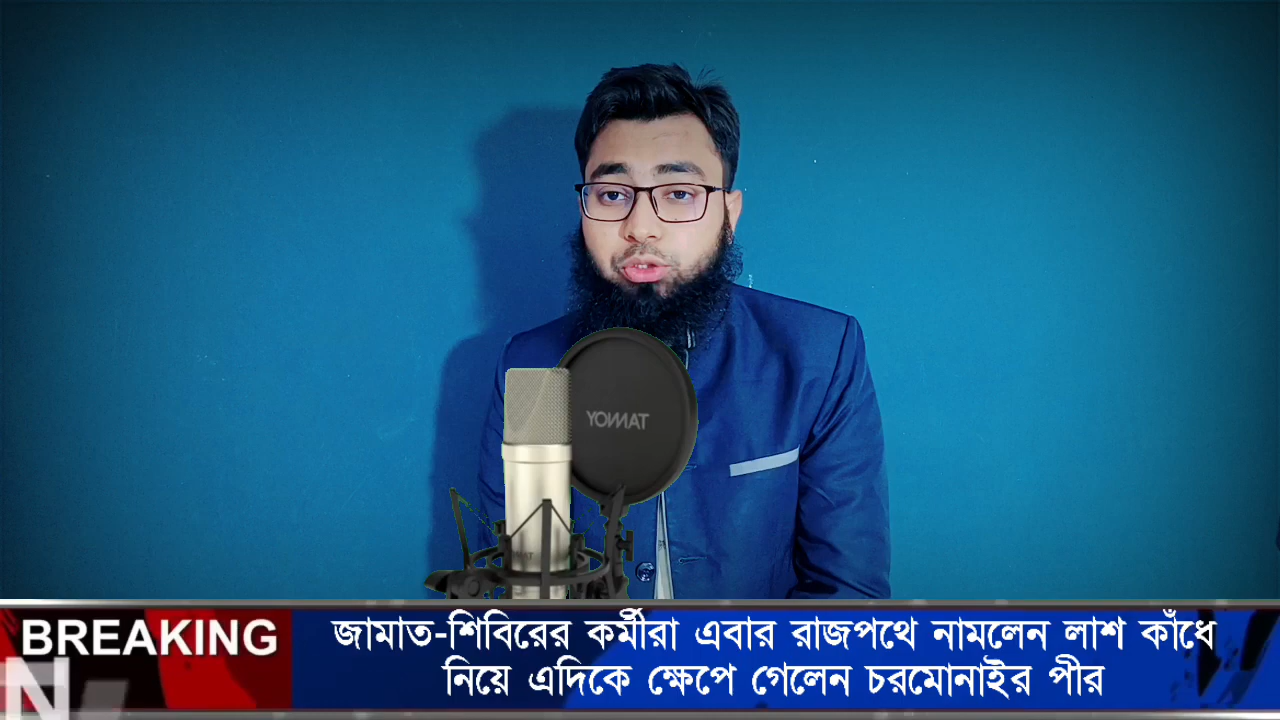 YOMAT
BREAKING
N
জামাত-শিবিরের কর্মীরা এবার রাজপথে নামলেন লাশ কাঁধে
নিয়ে এদিকে ক্ষেপে গেলেন চরমোনাইর পীর